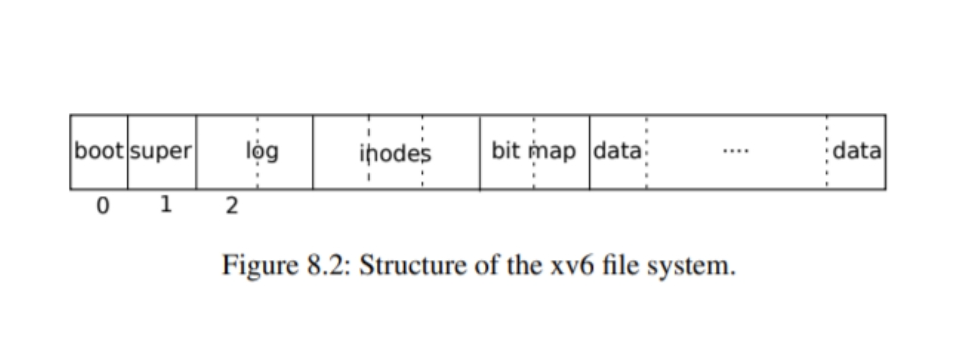 boot super log inodes bit map data .... data
0 1 2
Figure 8.2: Structure of the xv6 file system.